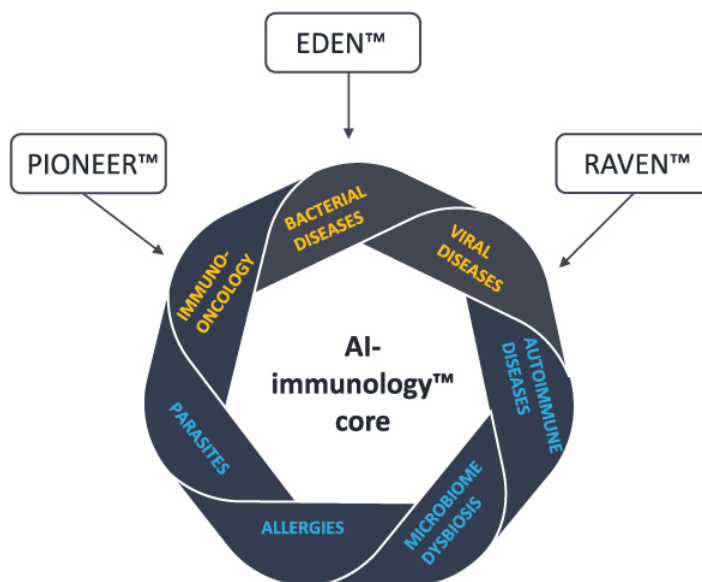 EDEN™
PIONEER™
RAVEN™
BACTERIAL
DISEASES
VIRAL
DISEASES
IMMUNO-
ONCOLOGY
AI-
immunology™
core
AUTOIMMUNE
DISEASES
PARASITES
MICROBIOME
DYSBIOSIS
ALLERGIES